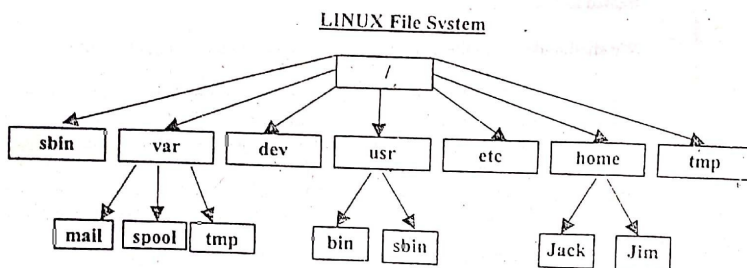 LINUX File System
/
sbin var dev usr etc home tmp
mail spool tmp bin sbin Jack Jim